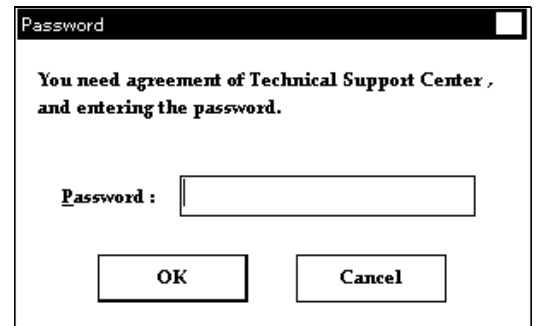 Password
You need agreement of Technical Support Center ,
and entering the password.
Password :
OK
Cancel